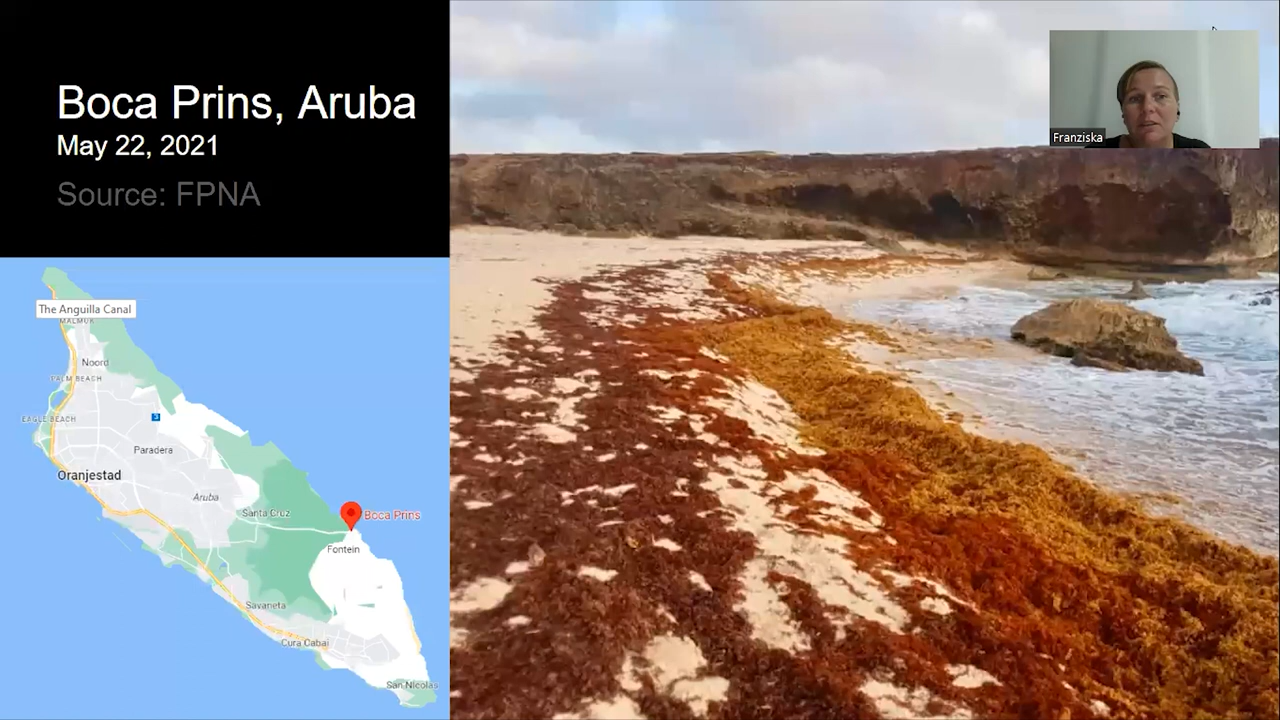 Boca Prins, Aruba
May 22, 2021
Source: FPNA
Franziska
The Anguilla Canal
MALMOK
Noord
PALM BEACH
EAGLE BEACH
Paradera
Oranjestad
Aruba
Santa Cruz
Boca Prins
Fontein
Savaneta
Cura Cabai
San Nicolas